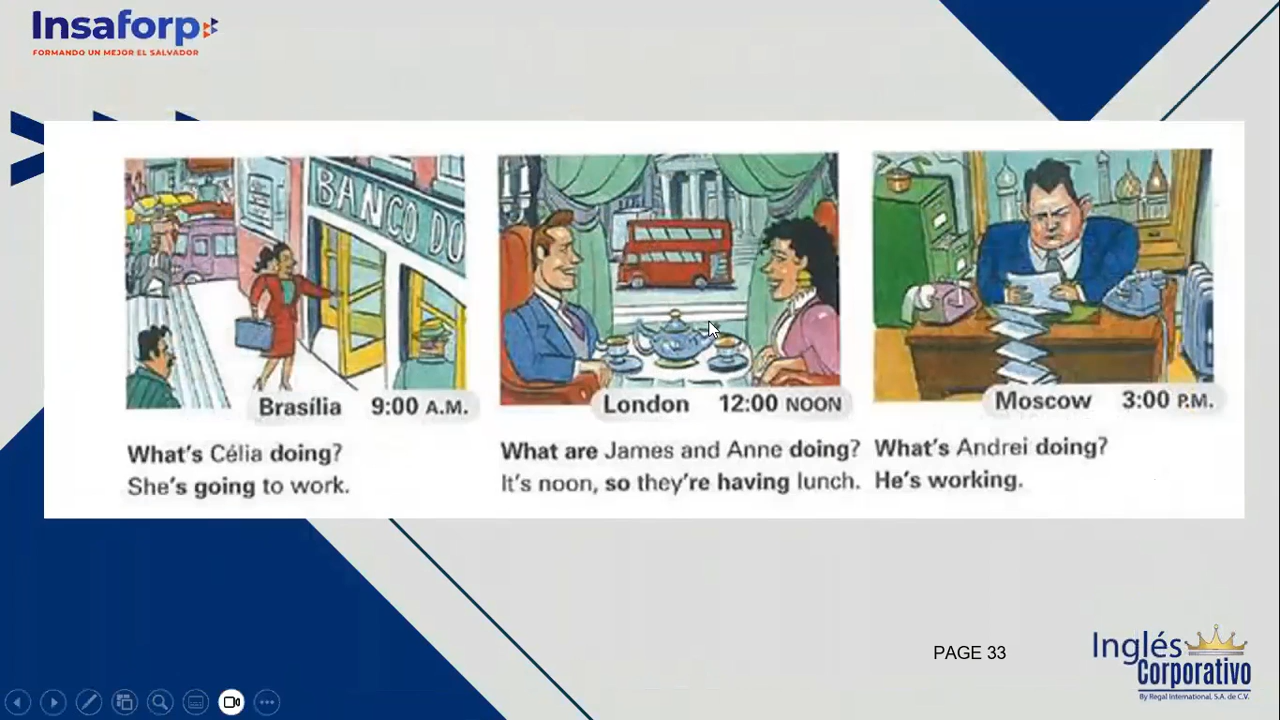 Insaforp
FORMANDO UN MEJOR EL SALVADOR
BANCO DO
Brasília 9:00 A.M.
What's Célia doing?
She's going to work.
London 12:00 NOON
What are James and Anne doing?
It's noon, so they're having lunch.
Moscow 3:00 P.M.
What's Andrei doing?
He's working.
PAGE 33
Inglés
Corporativo
By Regal International, S.A. de C.V.